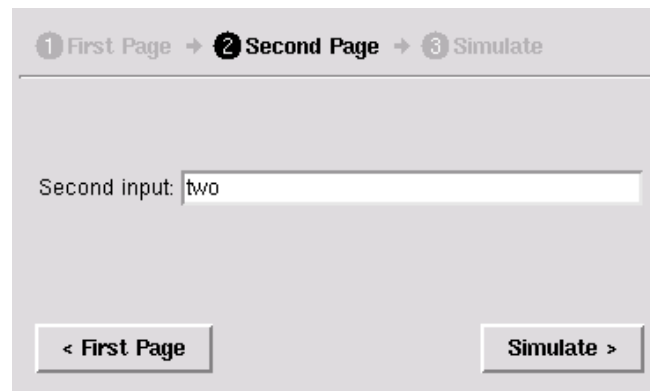 1 First Page → 2 Second Page → 3 Simulate
Second input: two
< First Page
Simulate >